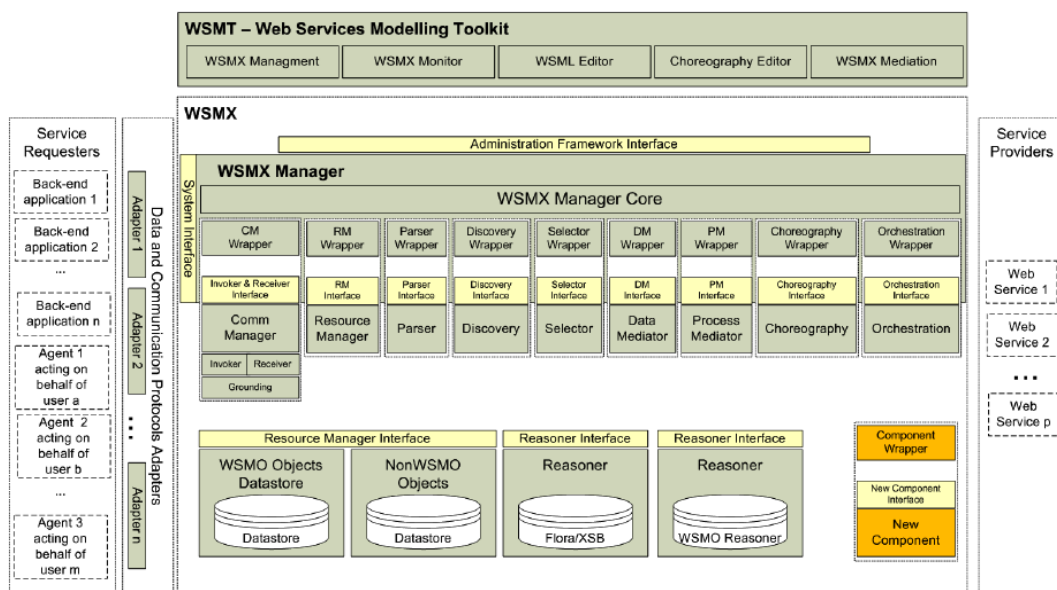 WSMT – Web Services Modelling Toolkit
WSMX Managment
WSMX Monitor
WSML Editor
Choreography Editor
WSMX Mediation
WSMX
Service
Requesters
Back-end
application 1
Back-end
application 2
...
Back-end
application n
Agent 1
acting on
behalf of
user a
Agent 2
acting on
behalf of
user b
...
Agent 3
acting on
behalf of
user m
Adapter 1
Adapter 2
...
Adapter n
Data and Communication Protocols Adapters
Administration Framework Interface
System Interface
WSMX Manager
WSMX Manager Core
CM
Wrapper
RM
Wrapper
Parser
Wrapper
Discovery
Wrapper
Selector
Wrapper
DM
Wrapper
PM
Wrapper
Choreography
Wrapper
Orchestration
Wrapper
Invoker & Receiver
Interface
RM
Interface
Parser
Interface
Discovery
Interface
Selector
Interface
DM
Interface
PM
Interface
Choreography
Interface
Orchestration
Interface
Comm
Manager
Resource
Manager
Parser
Discovery
Selector
Data
Mediator
Process
Mediator
Choreography
Orchestration
Invoker
Receiver
Grounding
Resource Manager Interface
Reasoner Interface
Reasoner Interface
WSMO Objects
Datastore
NonWSMO
Objects
Reasoner
Reasoner
Datastore
Datastore
Flora/XSB
WSMO Reasoner
Component
Wrapper
New Component
Interface
New
Component
Service
Providers
Web
Service 1
Web
Service 2
...
Web
Service p